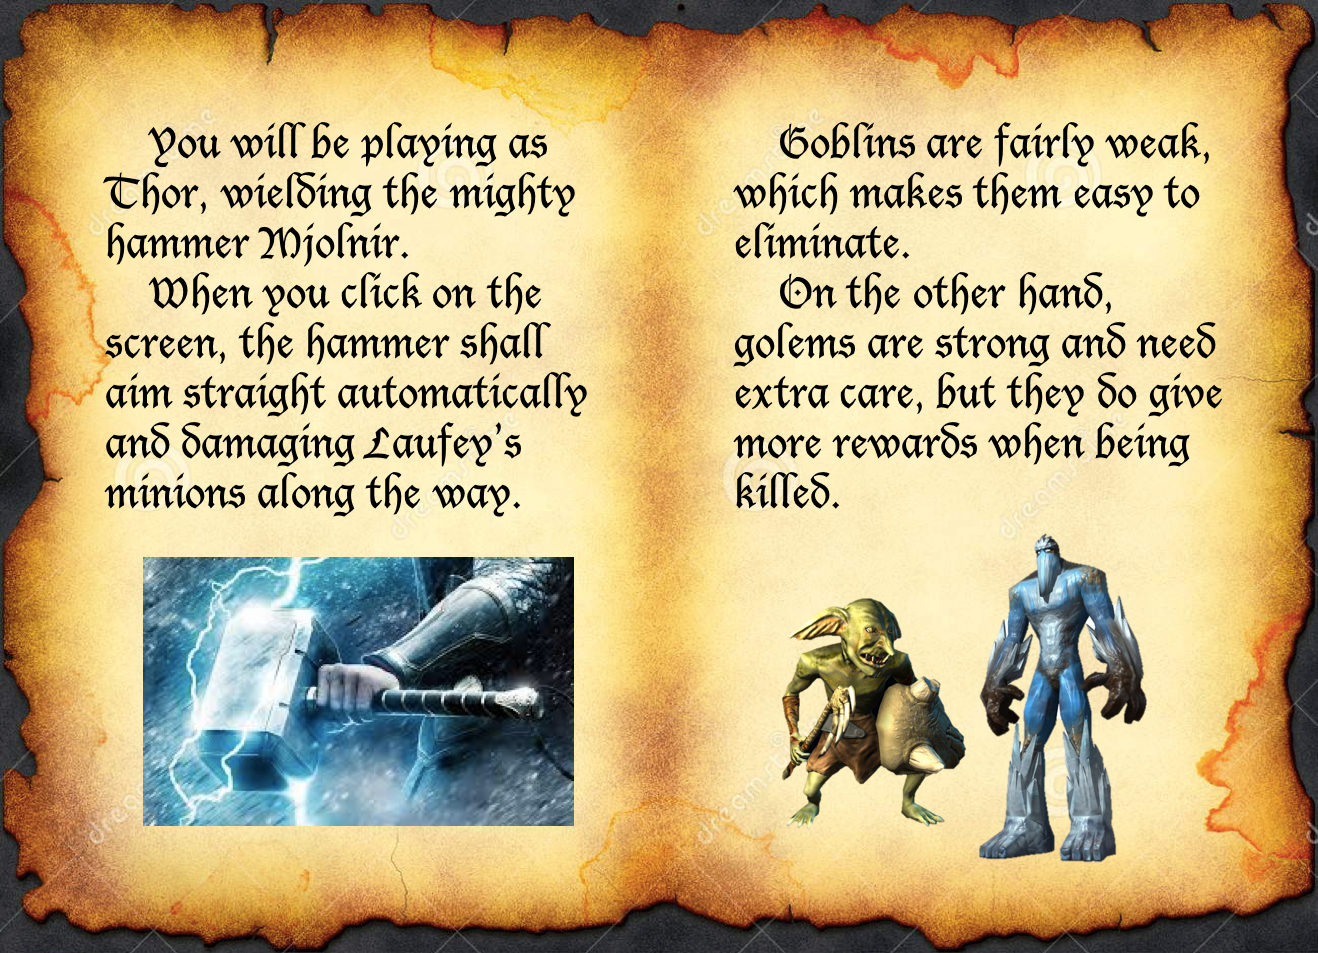 You will be playing as
Thor, wielding the mighty
hammer Mjolnir.
When you click on the
screen, the hammer shall
aim straight automatically
and damaging Laufey's
minions along the way.
Goblins are fairly weak,
which makes them easy to
eliminate.
On the other hand,
golems are strong and need
extra care, but they do give
more rewards when being
killed.